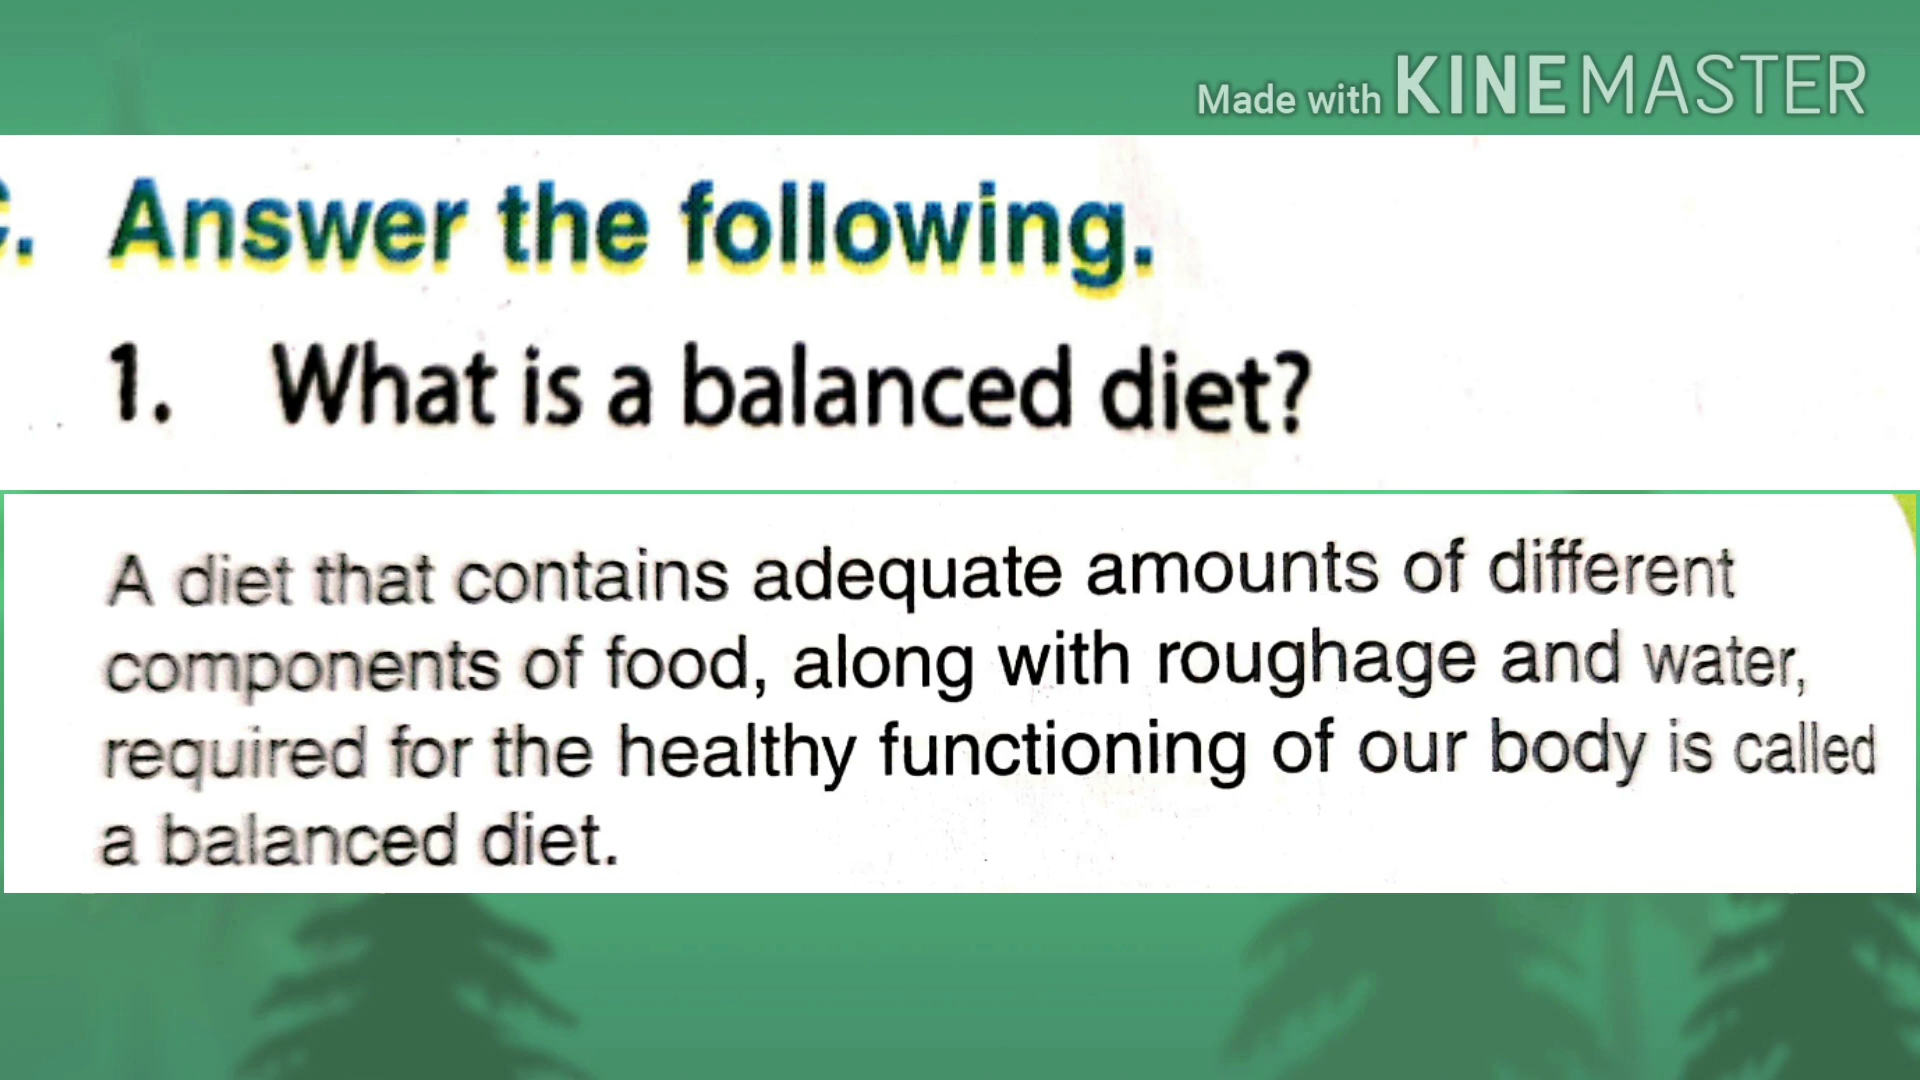 Made with KINEMASTER
. Answer the following.
1. What is a balanced diet?
A diet that contains adequate amounts of different
components of food, along with roughage and water,
required for the healthy functioning of our body is called
a balanced diet.